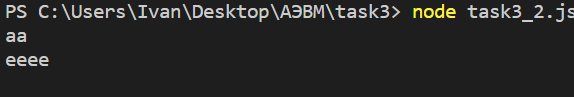 PS C:\Users\Ivan\Desktop\АЭВМ\task3> node task3_2.js
aa
eeee